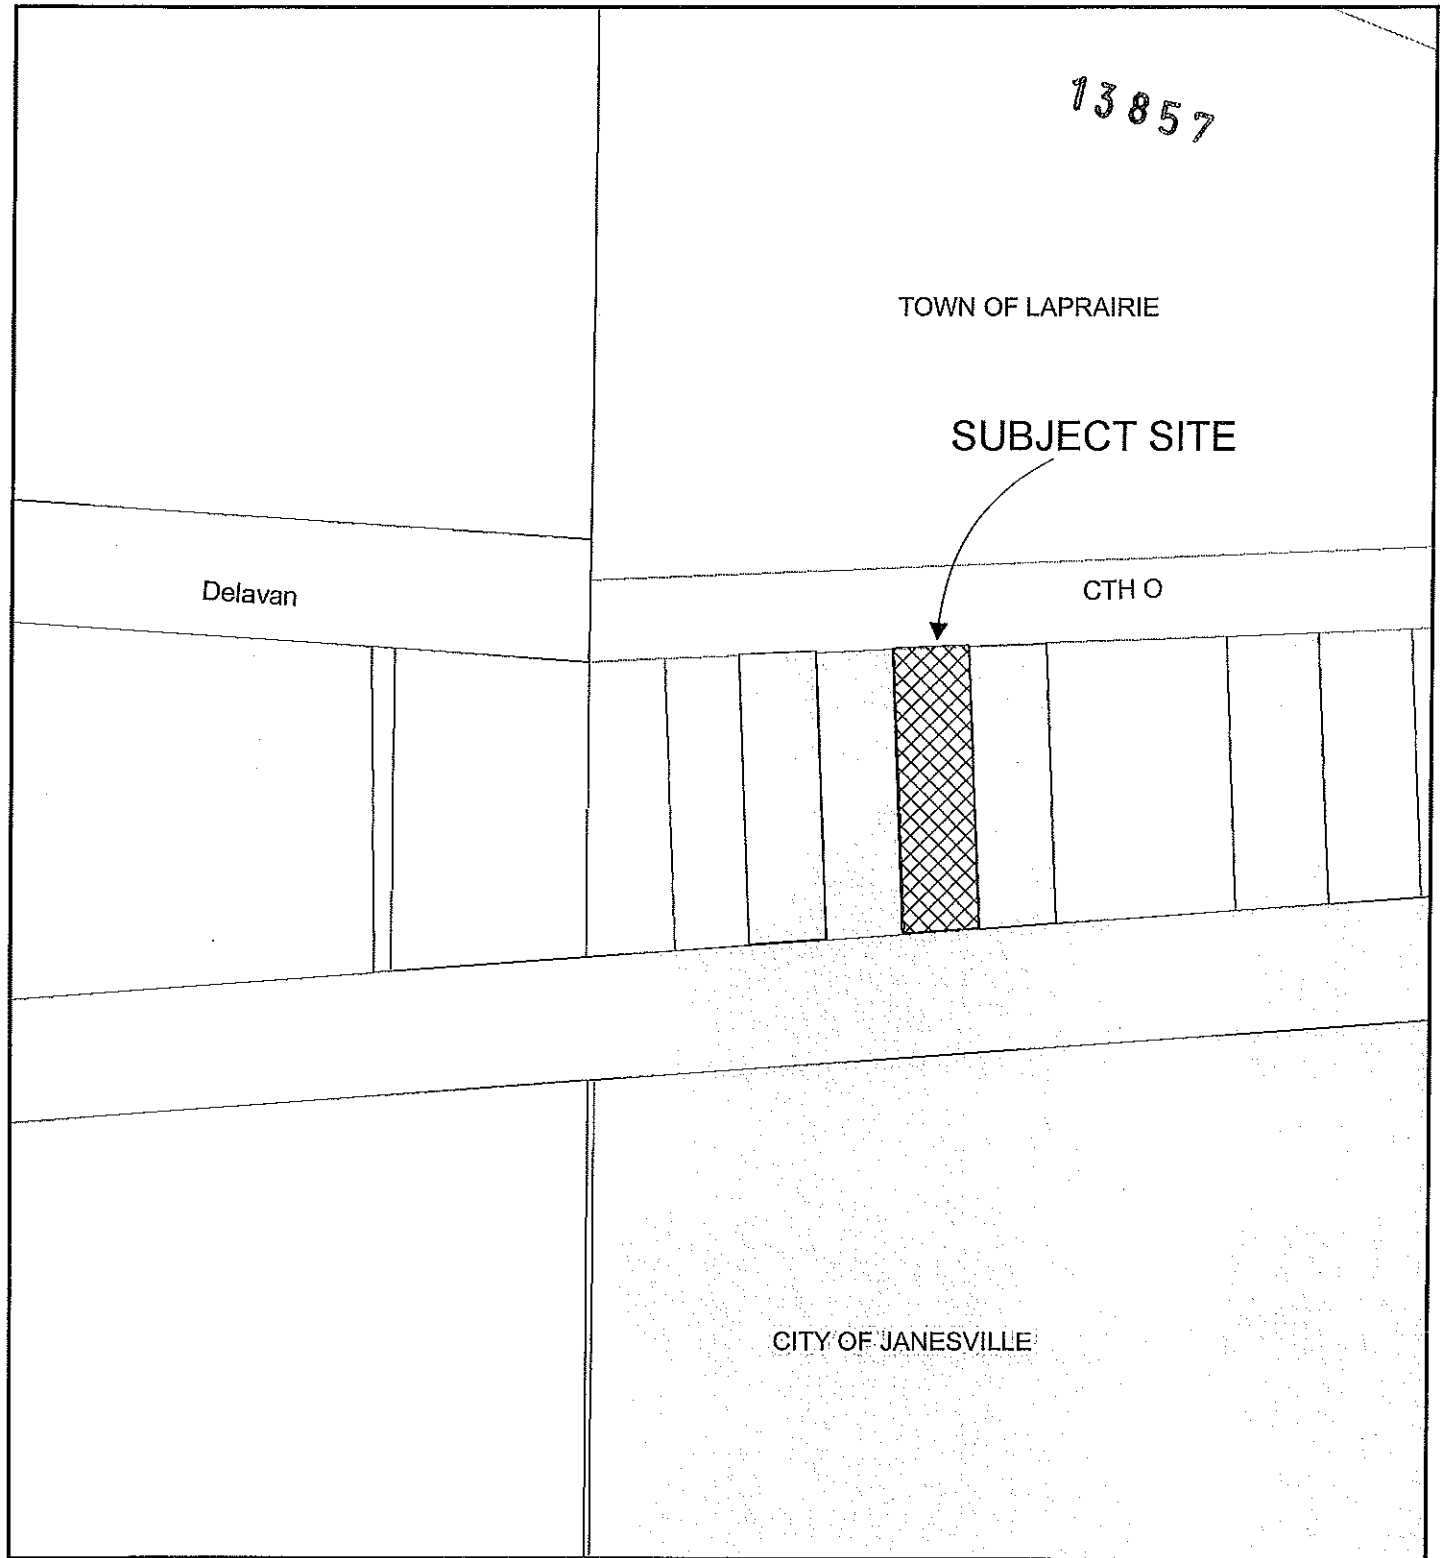 13857
TOWN OF LAPRAIRIE
SUBJECT SITE
Delavan
CTH O
CITY OF JANESVILLE